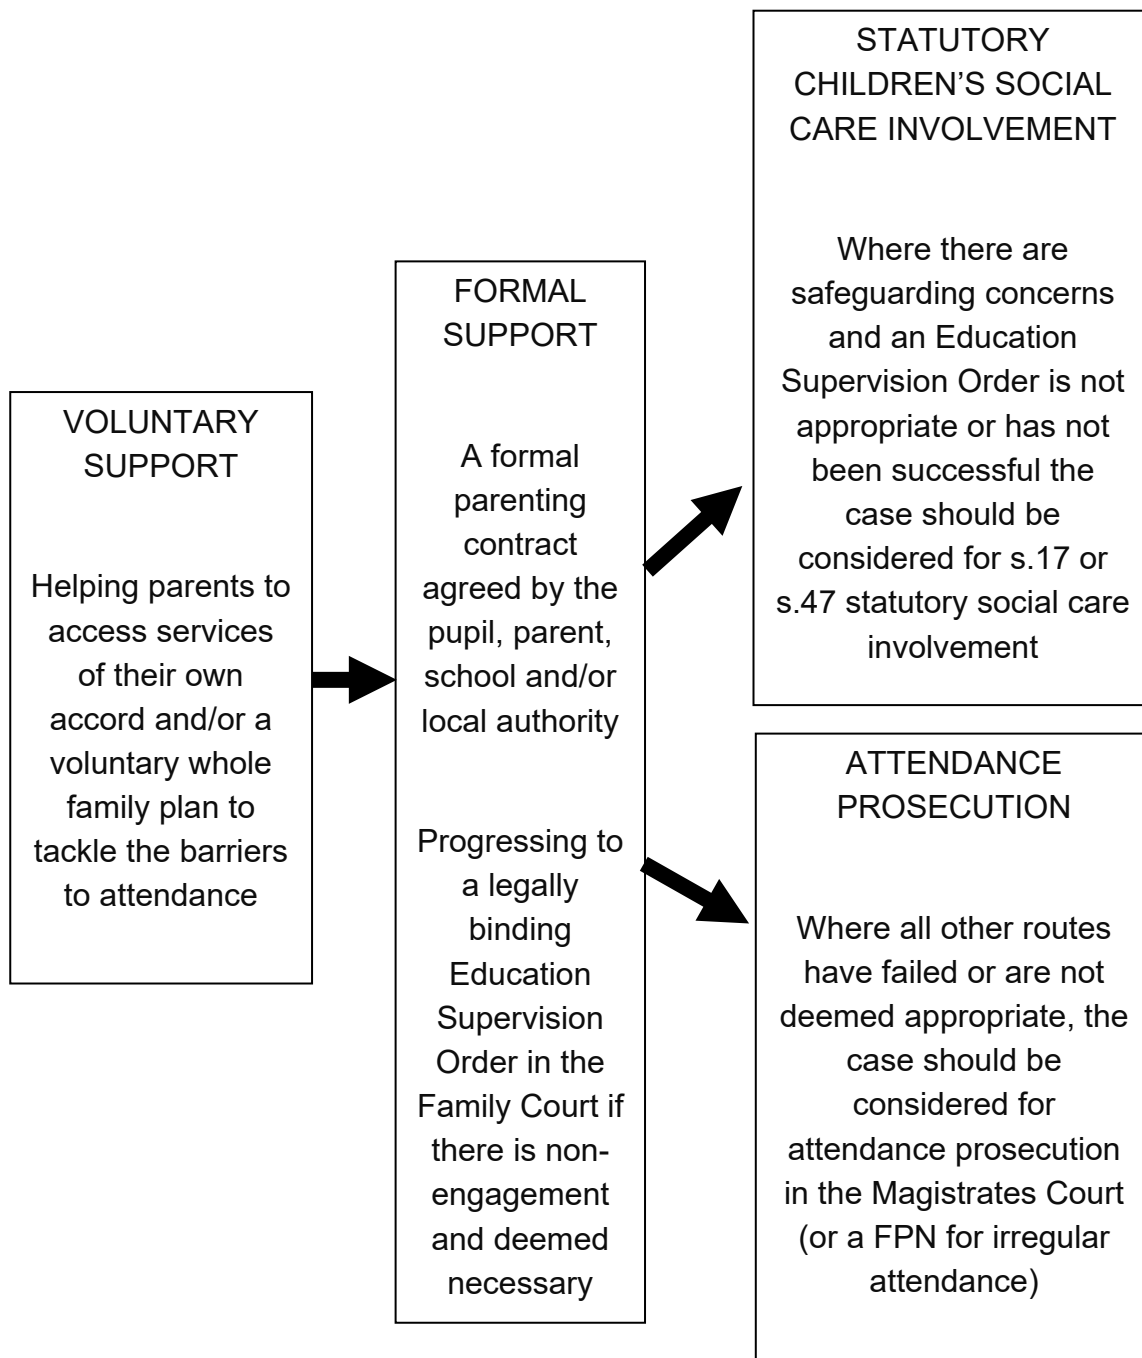 VOLUNTARY
SUPPORT
Helping parents to
access services
of their own
accord and/or a
voluntary whole
family plan to
tackle the barriers
to attendance
FORMAL
SUPPORT
A formal
parenting
contract
agreed by the
pupil, parent,
school and/or
local authority
Progressing to
a legally
binding
Education
Supervision
Order in the
Family Court if
there is non-
engagement
and deemed
necessary
STATUTORY
CHILDREN’S SOCIAL
CARE INVOLVEMENT
Where there are
safeguarding concerns
and an Education
Supervision Order is not
appropriate or has not
been successful the
case should be
considered for s.17 or
s.47 statutory social care
involvement
ATTENDANCE
PROSECUTION
Where all other routes
have failed or are not
deemed appropriate, the
case should be
considered for
attendance prosecution
in the Magistrates Court
(or a FPN for irregular
attendance)